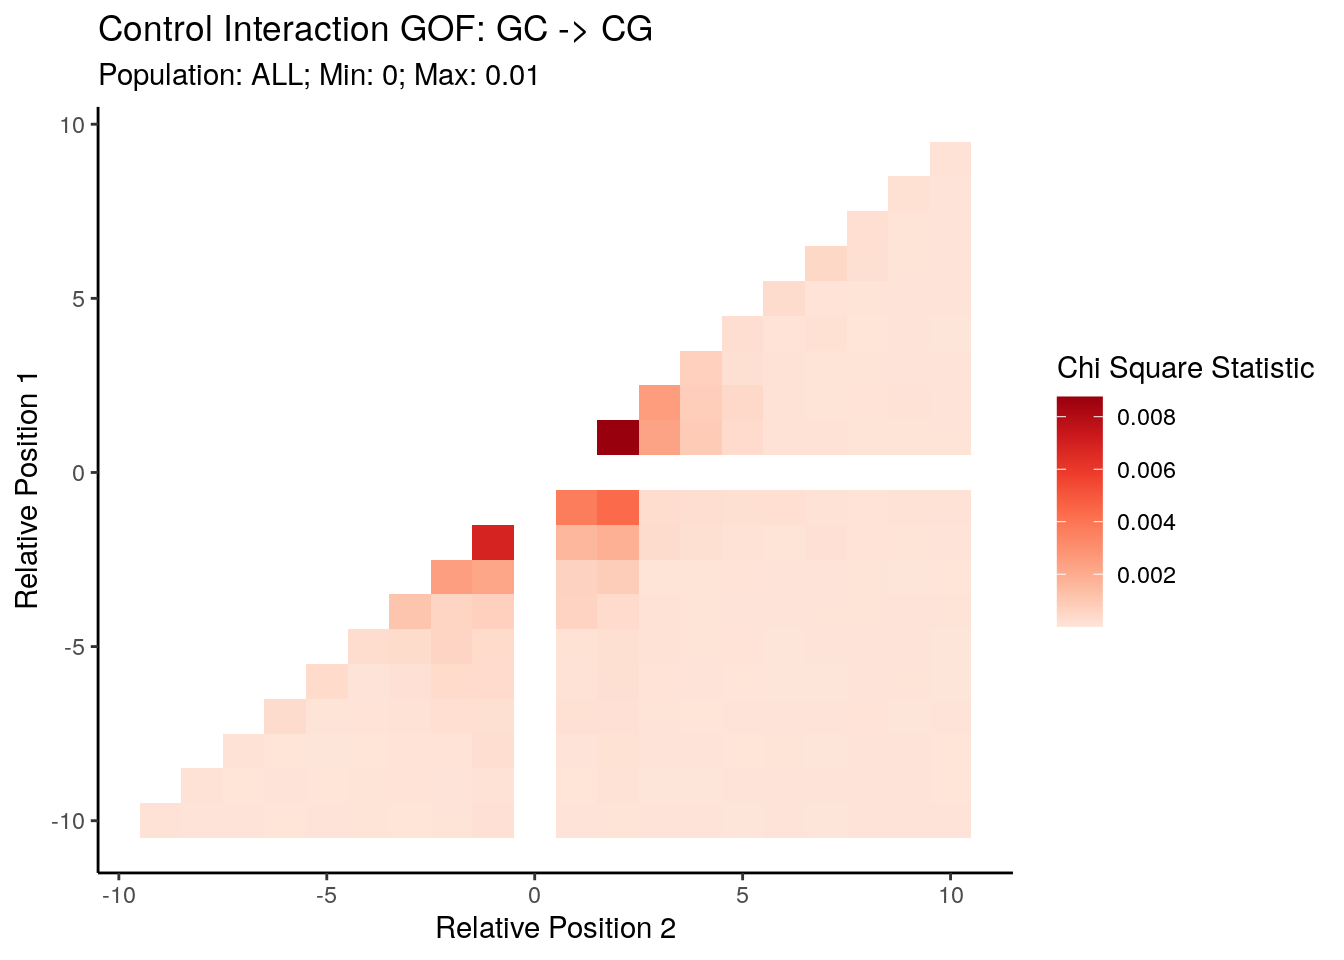 Control Interaction GOF: GC -> CG
Population: ALL; Min: 0; Max: 0.01
10
5
0
-5
-10
Relative Position 1
-10 -5 0 5 10
Relative Position 2
Chi Square Statistic
0.008
0.006
0.004
0.002